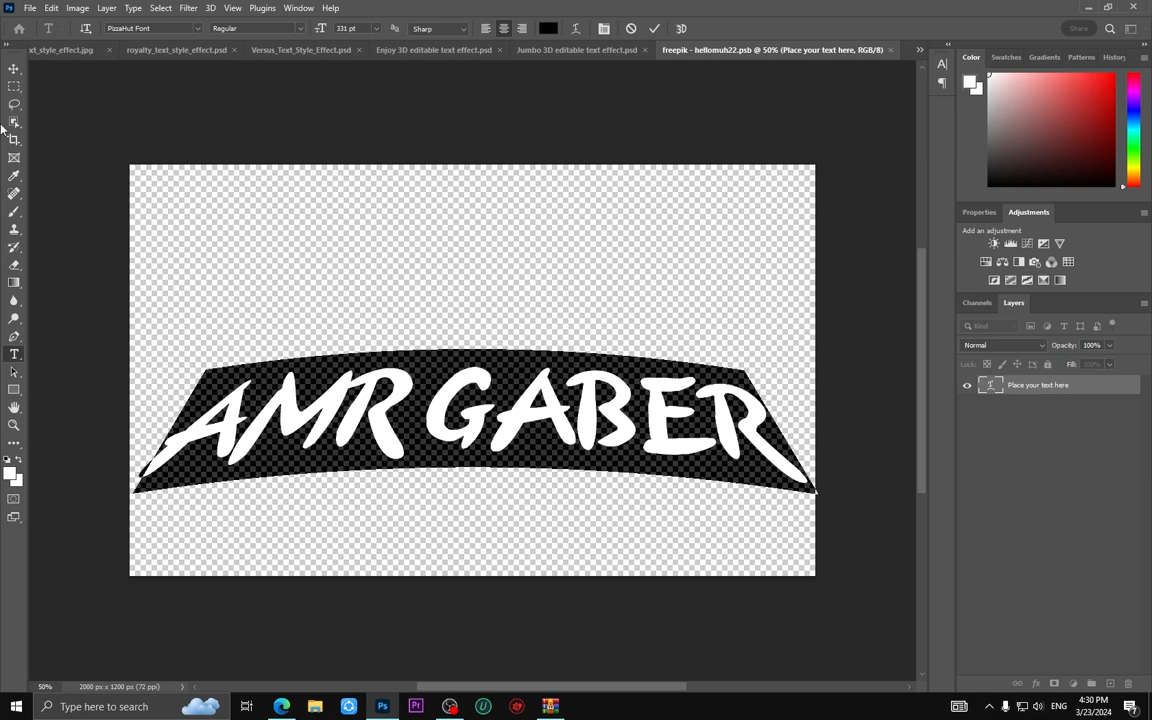 Ps File Edit Image Layer Type Select Filter 3D View Plugins Window Help
PizzaHut Font Regular 331 pt Sharp 3D Share
xt_style_effect.jpg × royalty_text_style_effect.psd × Versus_Text_Style_Effect.psd × Enjoy 3D editable text effect.psd × Jumbo 3D editable text effect.psd × freepik - hellomuh22.psb @ 50% (Place your text here, RGB/8) ×
Color Swatches Gradients Patterns History
Properties Adjustments
Add an adjustment
Channels Layers
Kind
Normal Opacity: 100%
Lock: Fill: 100%
Place your text here
AMR GABER
50% 2000 px x 1200 px (72 ppi)
Type here to search
ENG
4:30 PM
3/23/2024
7